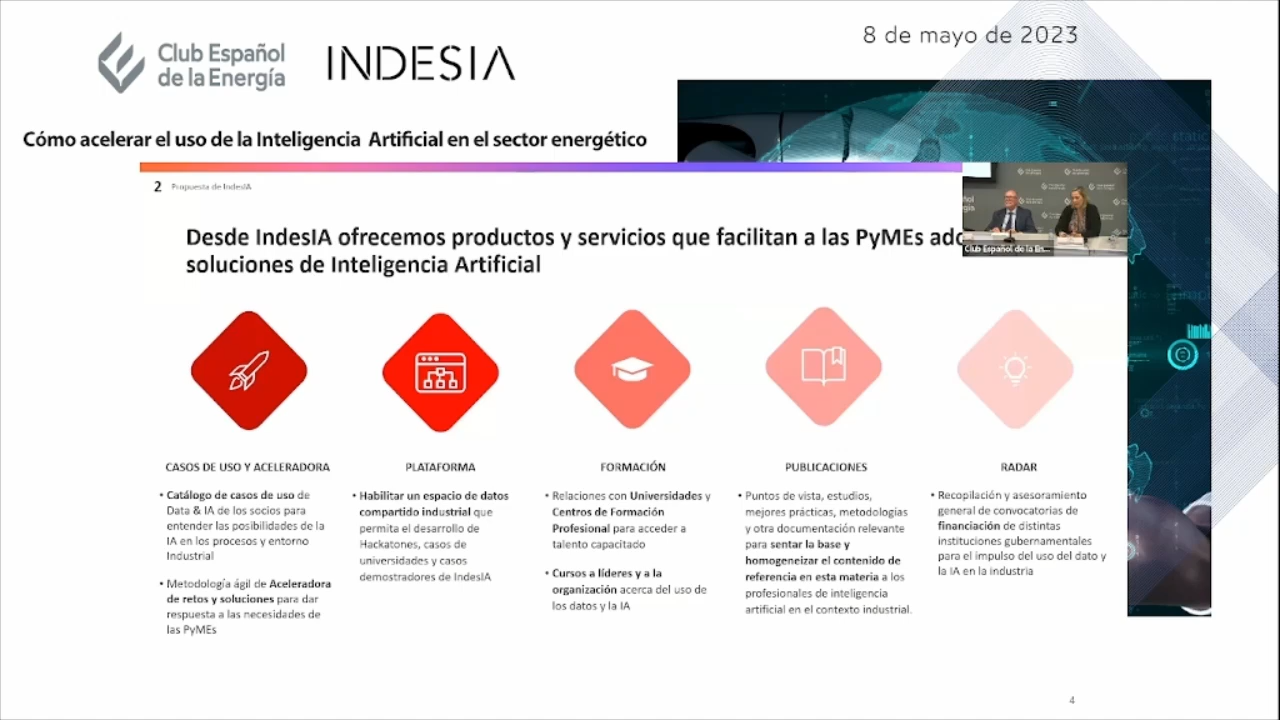 Club Español
de la Energía
INDESIA
8 de mayo de 2023
Cómo acelerar el uso de la Inteligencia Artificial en el sector energético
2 Propuesta de IndesIA
Desde IndesIA ofrecemos productos y servicios que facilitan a las PyMEs ado
soluciones de Inteligencia Artificial
Club Español de la En...
CASOS DE USO Y ACELERADORA
• Catálogo de casos de uso de
Data & IA de los socios para
entender las posibilidades de la
IA en los procesos y entorno
Industrial
• Metodología ágil de Aceleradora
de retos y soluciones para dar
respuesta a las necesidades de
las PyMEs
PLATAFORMA
• Habilitar un espacio de datos
compartido industrial que
permita el desarrollo de
Hackatones, casos de
universidades y casos
demostradores de IndesIA
FORMACIÓN
• Relaciones con Universidades y
Centros de Formación
Profesional para acceder a
talento capacitado
• Cursos a líderes y a la
organización acerca del uso de
los datos y la IA
PUBLICACIONES
• Puntos de vista, estudios,
mejores prácticas, metodologías
y otra documentación relevante
para sentar la base y
homogeneizar el contenido de
referencia en esta materia a los
profesionales de inteligencia
artificial en el contexto industrial.
RADAR
• Recopilación y asesoramiento
general de convocatorias de
financiación de distintas
instituciones gubernamentales
para el impulso del uso del dato y
la IA en la industria
4